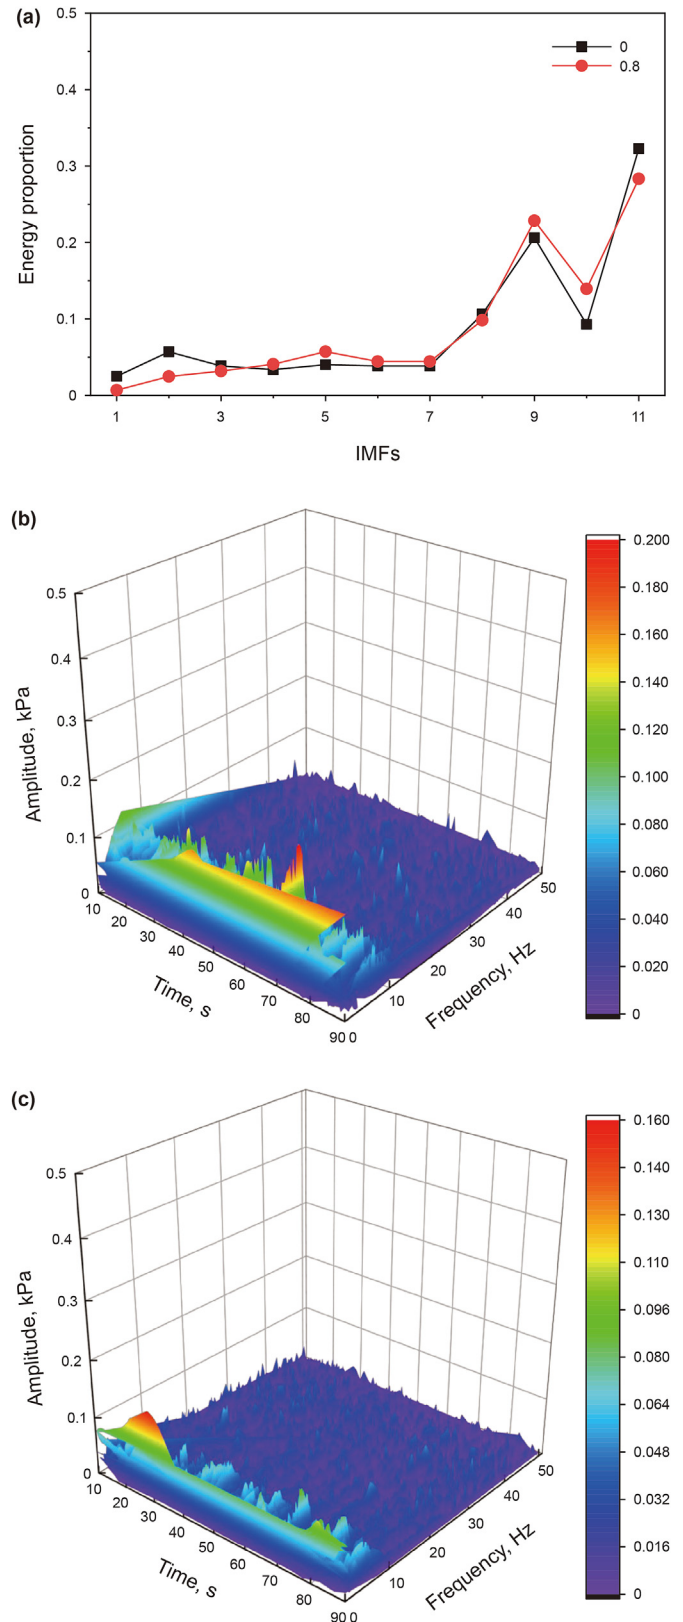 (a)
0.5
0.4
0.3
0.2
0.1
0
Energy proportion
0
0.8
1 3 5 7 9 11
IMFs
(b)
0.5
0.4
0.3
0.2
0.1
0
Amplitude, kPa
10 20 30 40 50 60 70 80 90
Time, s
0 10 20 30 40 50
Frequency, Hz
0.200
0.180
0.160
0.140
0.120
0.100
0.080
0.060
0.040
0.020
0
(c)
0.5
0.4
0.3
0.2
0.1
0
Amplitude, kPa
10 20 30 40 50 60 70 80 90
Time, s
0 10 20 30 40 50
Frequency, Hz
0.160
0.140
0.130
0.110
0.096
0.080
0.064
0.048
0.032
0.016
0